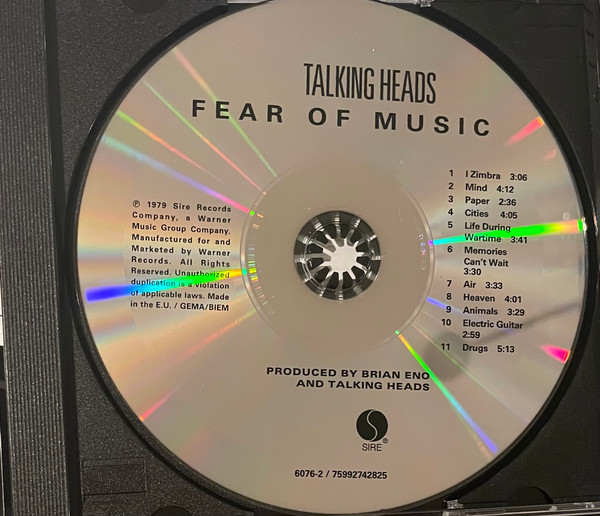 TALKING HEADS
FEAR OF MUSIC
℗ 1979 Sire Records
Company, a Warner
Music Group Company.
Manufactured for and
Marketed by Warner
Records. All Rights
Reserved. Unauthorized
duplication is a violation
of applicable laws. Made
in the E.U. / GEMA/BIEM
1 I Zimbra 3:06
2 Mind 4:12
3 Paper 2:36
4 Cities 4:05
5 Life During
Wartime 3:41
6 Memories
Can't Wait
3:30
7 Air 3:33
8 Heaven 4:01
9 Animals 3:29
10 Electric Guitar
2:59
11 Drugs 5:13
PRODUCED BY BRIAN ENO
AND TALKING HEADS
SIRE®
6076-2 / 75992742825